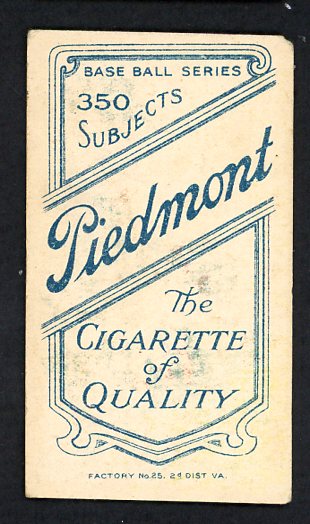 BASE BALL SERIES
350
SUBJECTS
Piedmont
The
CIGARETTE
of
QUALITY
FACTORY No. 25, 2d DIST VA.